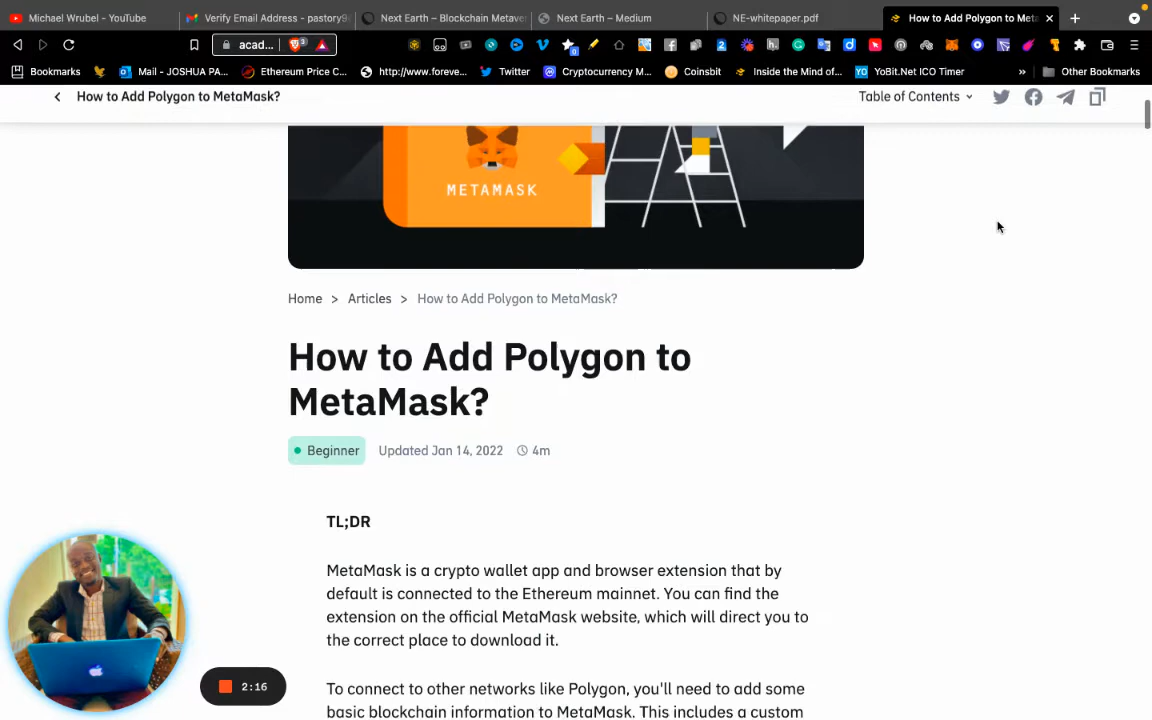 Michael Wrubel - YouTube
Verify Email Address - pastory9
Next Earth – Blockchain Metave
Next Earth – Medium
NE-whitepaper.pdf
How to Add Polygon to Meta
acad...
Bookmarks
Mail - JOSHUA PA...
Ethereum Price C...
http://www.foreve...
Twitter
Cryptocurrency M...
Coinsbit
Inside the Mind of...
YO YoBit.Net ICO Timer
Other Bookmarks
How to Add Polygon to MetaMask?
Table of Contents
METAMASK
Home > Articles > How to Add Polygon to MetaMask?
How to Add Polygon to
MetaMask?
Beginner Updated Jan 14, 2022 4m
TL;DR
MetaMask is a crypto wallet app and browser extension that by
default is connected to the Ethereum mainnet. You can find the
extension on the official MetaMask website, which will direct you to
the correct place to download it.
To connect to other networks like Polygon, you'll need to add some
basic blockchain information to MetaMask. This includes a custom
2:16